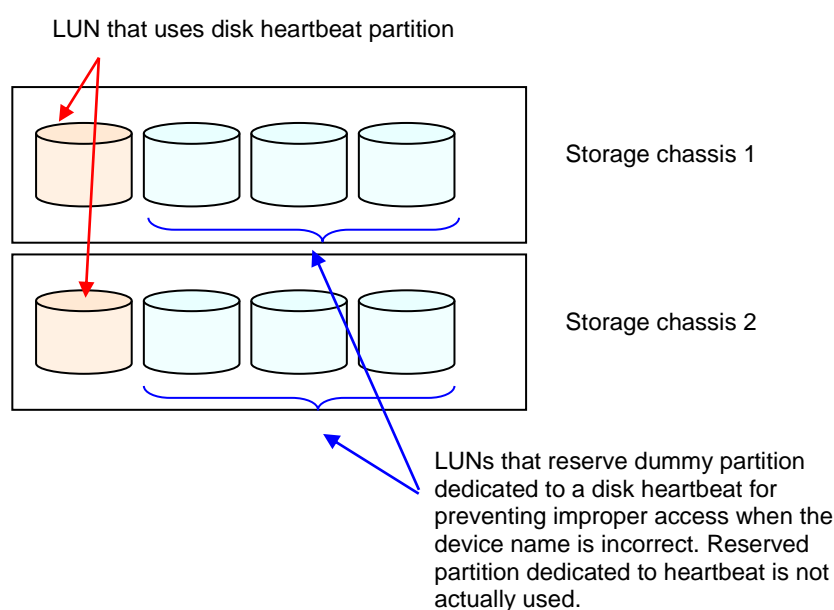 LUN that uses disk heartbeat partition
Storage chassis 1
Storage chassis 2
LUNs that reserve dummy partition
dedicated to a disk heartbeat for
preventing improper access when the
device name is incorrect. Reserved
partition dedicated to heartbeat is not
actually used.